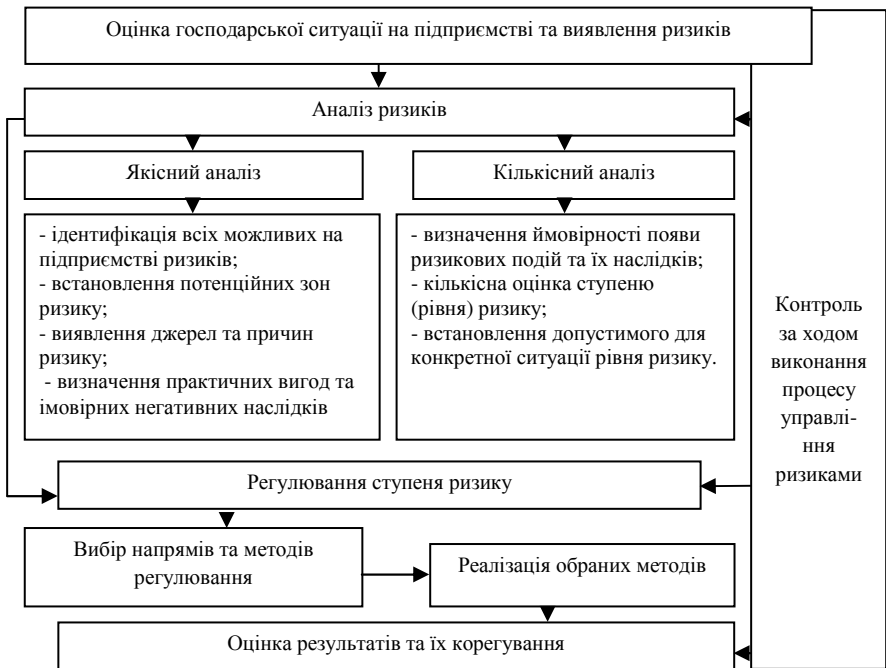 Оцінка господарської ситуації на підприємстві та виявлення ризиків
Аналіз ризиків
Якісний аналіз
Кількісний аналіз
- ідентифікація всіх можливих на
підприємстві ризиків;
- встановлення потенційних зон
ризику;
- виявлення джерел та причин
ризику;
- визначення практичних вигод та
імовірних негативних наслідків
- визначення ймовірності появи
ризикових подій та їх наслідків;
- кількісна оцінка ступеню
(рівня) ризику;
- встановлення допустимого для
конкретної ситуації рівня ризику.
Регулювання ступеня ризику
Вибір напрямів та методів
регулювання
Реалізація обраних методів
Оцінка результатів та їх корегування
Контроль
за ходом
виконання
процесу
управлі-
ння
ризиками